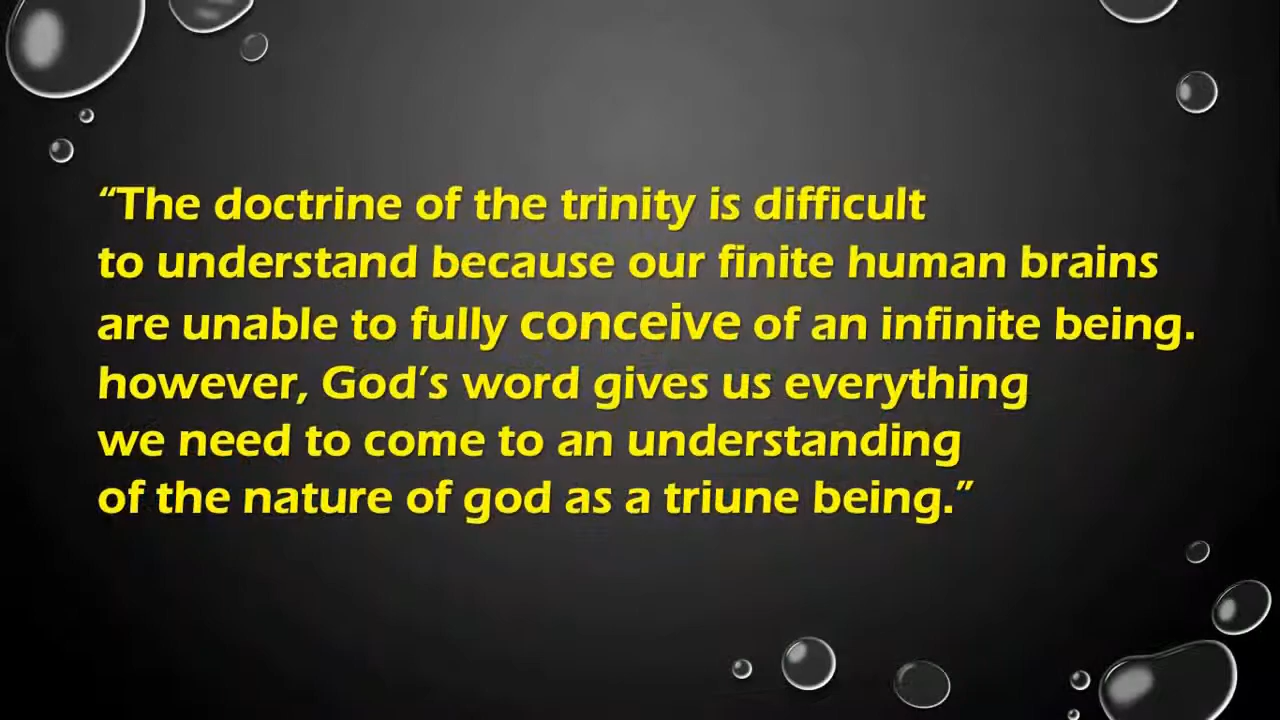 “The doctrine of the trinity is difficult
to understand because our finite human brains
are unable to fully conceive of an infinite being.
however, God’s word gives us everything
we need to come to an understanding
of the nature of god as a triune being.”